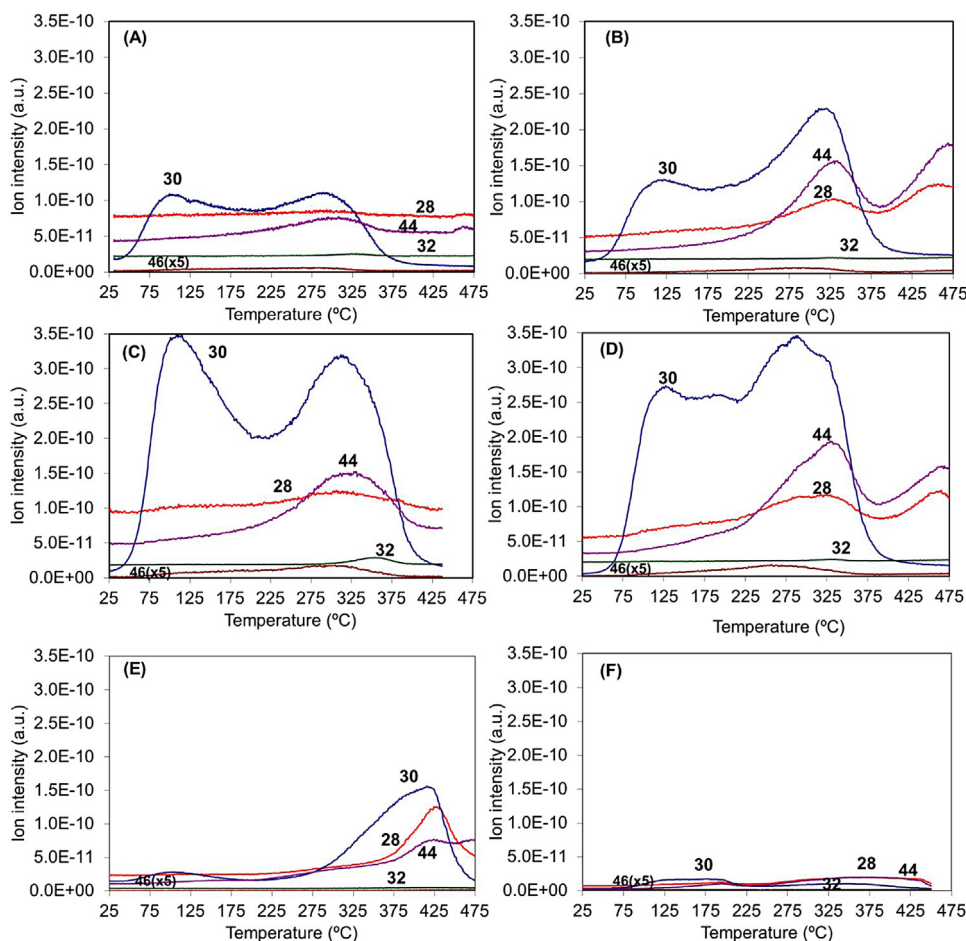 (A)
Ion intensity (a.u.)
3.5E-10
3.0E-10
2.5E-10
2.0E-10
1.5E-10
1.0E-10
5.0E-11
0.0E+00
30
28
44
32
46(x5)
25 75 125 175 225 275 325 375 425 475
Temperature (ºC)
(B)
Ion intensity (a.u.)
3.5E-10
3.0E-10
2.5E-10
2.0E-10
1.5E-10
1.0E-10
5.0E-11
0.0E+00
30
44
28
32
46(x5)
25 75 125 175 225 275 325 375 425 475
Temperature (ºC)
(C)
Ion intensity (a.u.)
3.5E-10
3.0E-10
2.5E-10
2.0E-10
1.5E-10
1.0E-10
5.0E-11
0.0E+00
30
44
28
32
46(x5)
25 75 125 175 225 275 325 375 425 475
Temperature (ºC)
(D)
Ion intensity (a.u.)
3.5E-10
3.0E-10
2.5E-10
2.0E-10
1.5E-10
1.0E-10
5.0E-11
0.0E+00
30
44
28
32
46(x5)
25 75 125 175 225 275 325 375 425 475
Temperature (ºC)
(E)
Ion intensity (a.u.)
3.5E-10
3.0E-10
2.5E-10
2.0E-10
1.5E-10
1.0E-10
5.0E-11
0.0E+00
30
28
44
32
46(x5)
25 75 125 175 225 275 325 375 425 475
Temperature (ºC)
(F)
Ion intensity (a.u.)
3.5E-10
3.0E-10
2.5E-10
2.0E-10
1.5E-10
1.0E-10
5.0E-11
0.0E+00
30
28
44
46(x5)
32
25 75 125 175 225 275 325 375 425 475
Temperature (ºC)